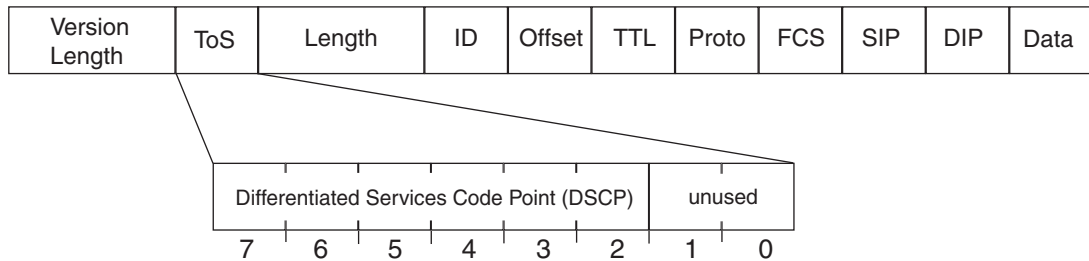 Version
Length
ToS
Length
ID
Offset
TTL
Proto
FCS
SIP
DIP
Data
Differentiated Services Code Point (DSCP)
unused
7 6 5 4 3 2 1 0